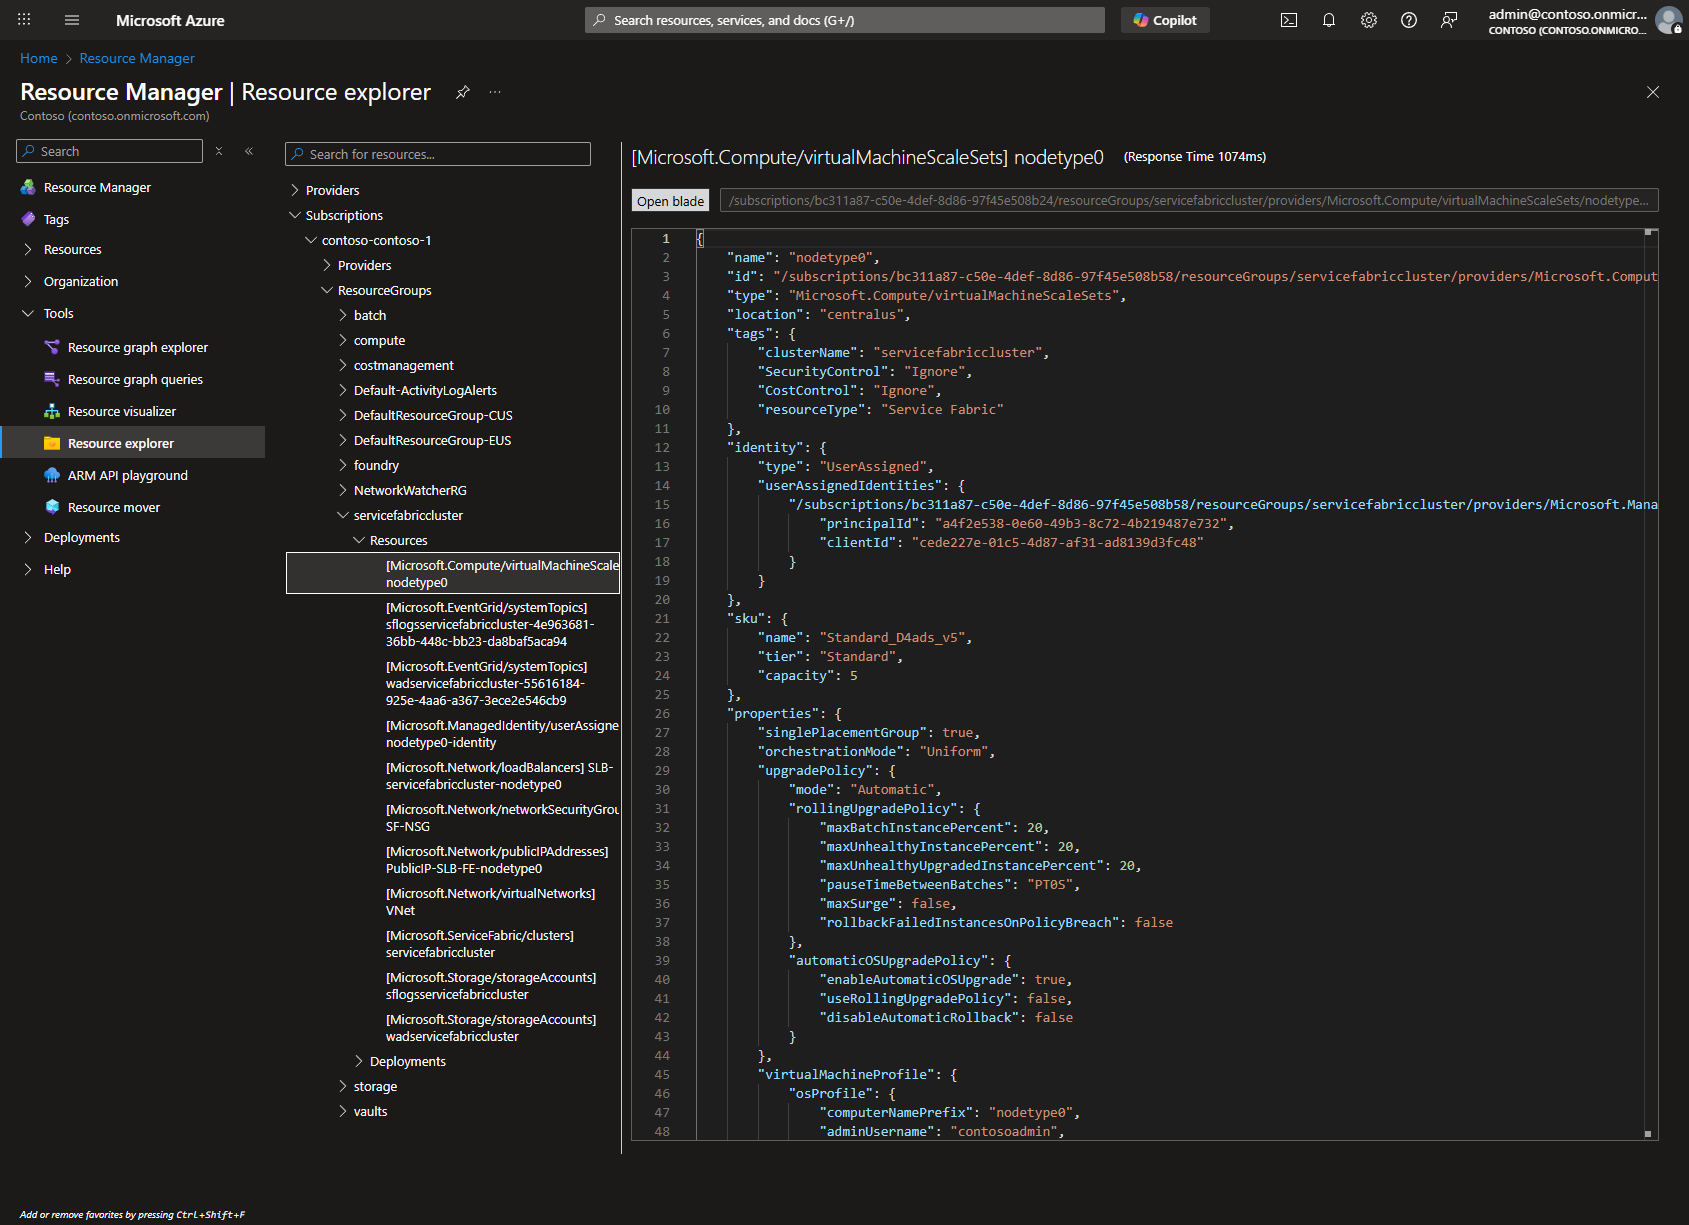 Microsoft Azure
Search resources, services, and docs (G+/)
Copilot
admin@contoso.onmicr...
CONTOSO (CONTOSO.ONMICRO...
Home > Resource Manager
Resource Manager | Resource explorer
Contoso (contoso.onmicrosoft.com)
Search
Resource Manager
Tags
Resources
Organization
Tools
Resource graph explorer
Resource graph queries
Resource visualizer
Resource explorer
ARM API playground
Resource mover
Deployments
Help
Add or remove favorites by pressing Ctrl+Shift+F
Search for resources...
Providers
Subscriptions
contoso-contoso-1
Providers
ResourceGroups
batch
compute
costmanagement
Default-ActivityLogAlerts
DefaultResourceGroup-CUS
DefaultResourceGroup-EUS
foundry
NetworkWatcherRG
servicefabriccluster
Resources
[Microsoft.Compute/virtualMachineScale
nodetype0
[Microsoft.EventGrid/systemTopics]
sflogsservicefabriccluster-4e963681-
36bb-448c-bb23-da8baf5aca94
[Microsoft.EventGrid/systemTopics]
wadservicefabriccluster-55616184-
925e-4aa6-a367-3ece2e546cb9
[Microsoft.ManagedIdentity/userAssigne
nodetype0-identity
[Microsoft.Network/loadBalancers] SLB-
servicefabriccluster-nodetype0
[Microsoft.Network/networkSecurityGrou
SF-NSG
[Microsoft.Network/publicIPAddresses]
PublicIP-SLB-FE-nodetype0
[Microsoft.Network/virtualNetworks]
VNet
[Microsoft.ServiceFabric/clusters]
servicefabriccluster
[Microsoft.Storage/storageAccounts]
sflogsservicefabriccluster
[Microsoft.Storage/storageAccounts]
wadservicefabriccluster
Deployments
storage
vaults
[Microsoft.Compute/virtualMachineScaleSets] nodetype0 (Response Time 1074ms)
Open blade /subscriptions/bc311a87-c50e-4def-8d86-97f45e508b24/resourceGroups/servicefabriccluster/providers/Microsoft.Compute/virtualMachineScaleSets/nodetype...
1 {
2 "name": "nodetype0",
3 "id": "/subscriptions/bc311a87-c50e-4def-8d86-97f45e508b58/resourceGroups/servicefabriccluster/providers/Microsoft.Comput
4 "type": "Microsoft.Compute/virtualMachineScaleSets",
5 "location": "centralus",
6 "tags": {
7 "clusterName": "servicefabriccluster",
8 "SecurityControl": "Ignore",
9 "CostControl": "Ignore",
10 "resourceType": "Service Fabric"
11 },
12 "identity": {
13 "type": "UserAssigned",
14 "userAssignedIdentities": {
15 "/subscriptions/bc311a87-c50e-4def-8d86-97f45e508b58/resourceGroups/servicefabriccluster/providers/Microsoft.Mana
16 "principalId": "a4f2e538-0e60-49b3-8c72-4b219487e732",
17 "clientId": "cede227e-01c5-4d87-af31-ad8139d3fc48"
18 }
19 }
20 },
21 "sku": {
22 "name": "Standard_D4ads_v5",
23 "tier": "Standard",
24 "capacity": 5
25 },
26 "properties": {
27 "singlePlacementGroup": true,
28 "orchestrationMode": "Uniform",
29 "upgradePolicy": {
30 "mode": "Automatic",
31 "rollingUpgradePolicy": {
32 "maxBatchInstancePercent": 20,
33 "maxUnhealthyInstancePercent": 20,
34 "maxUnhealthyUpgradedInstancePercent": 20,
35 "pauseTimeBetweenBatches": "PT0S",
36 "maxSurge": false,
37 "rollbackFailedInstancesOnPolicyBreach": false
38 },
39 "automaticOSUpgradePolicy": {
40 "enableAutomaticOSUpgrade": true,
41 "useRollingUpgradePolicy": false,
42 "disableAutomaticRollback": false
43 }
44 },
45 "virtualMachineProfile": {
46 "osProfile": {
47 "computerNamePrefix": "nodetype0",
48 "adminUsername": "contosoadmin",